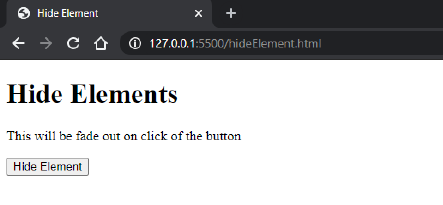 Hide Element
127.0.0.1:5500/hideElement.html
Hide Elements
This will be fade out on click of the button
Hide Element